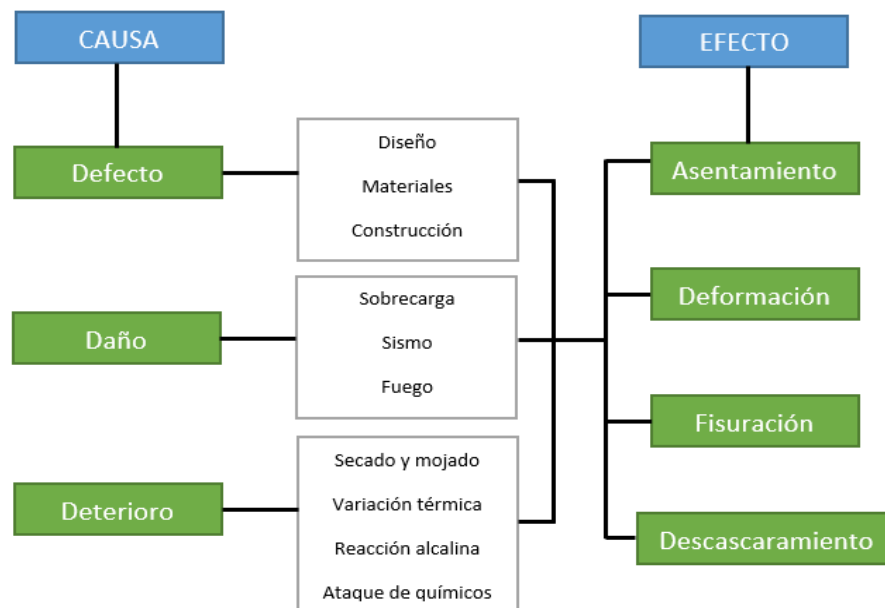 CAUSA
EFECTO
Defecto
Diseño
Materiales
Construcción
Asentamiento
Daño
Sobrecarga
Sismo
Fuego
Deformación
Deterioro
Secado y mojado
Variación térmica
Reacción alcalina
Ataque de químicos
Fisuración
Descascaramiento